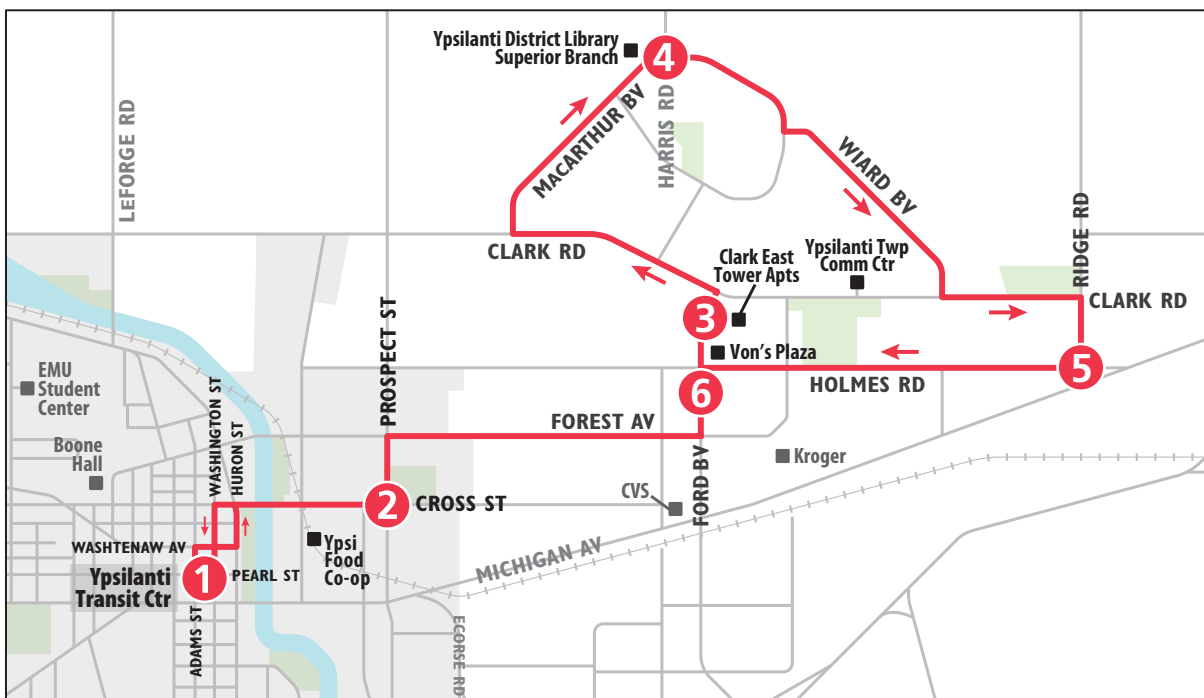 Ypsilanti District Library
Superior Branch
4
LEFORGE RD
MACARTHUR BV
HARRIS RD
WIARD BV
RIDGE RD
CLARK RD
Clark East
Tower Apts
Ypsilanti Twp
Comm Ctr
CLARK RD
3
Von's Plaza
PROSPECT ST
HOLMES RD
5
6
EMU
Student
Center
WASHINGTON ST
HURON ST
FOREST AV
Boone
Hall
Kroger
FORD BV
CVS
2
CROSS ST
WASHTENAW AV
Ypsi
Food
Co-op
MICHIGAN AV
Ypsilanti
Transit Ctr
1
PEARL ST
ADAMS ST
ECORSE RD